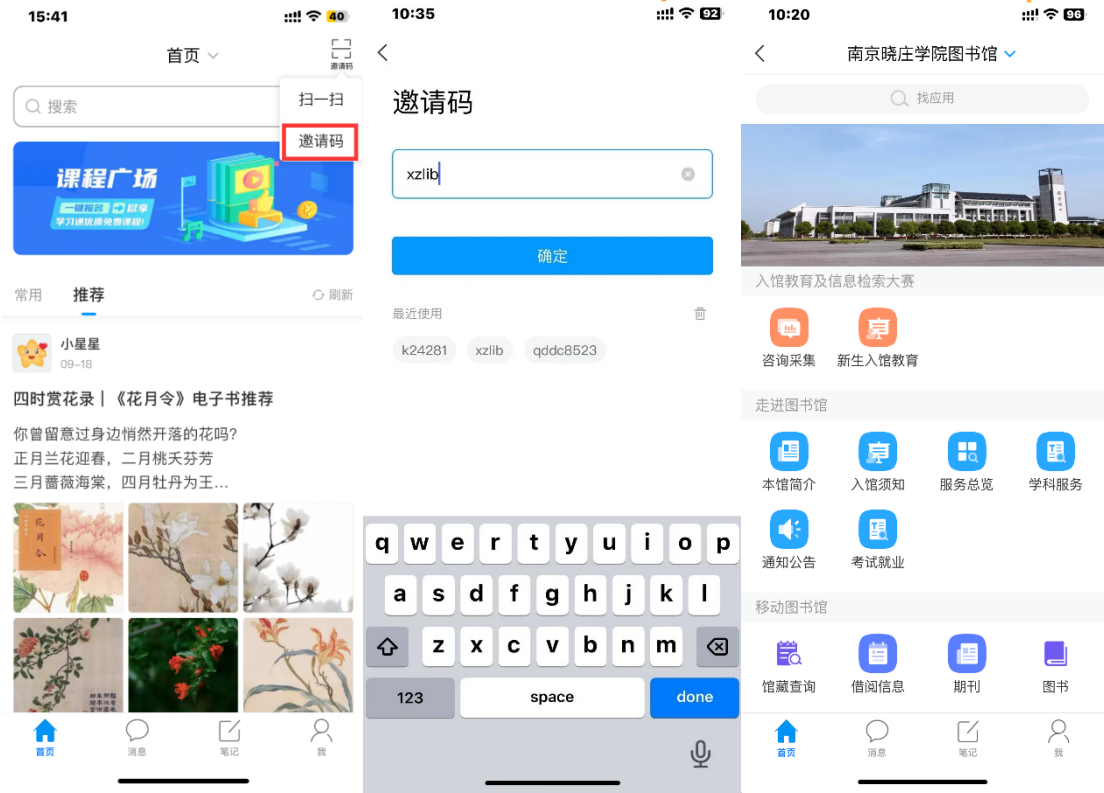 15:41
40
首页
邀请码
搜索
扫一扫
邀请码
课程广场
一键报名
尽享
学习通优质免费课程!
常用
推荐
刷新
小星星
09-18
四时赏花录|《花月令》电子书推荐
你曾留意过身边悄然开落的花吗?
正月兰花迎春,二月桃夭芬芳
三月蔷薇海棠,四月牡丹为王...
花月令
首页
消息
笔记
我
10:35
92
邀请码
xzlib
确定
最近使用
k24281
xzlib
qddc8523
q w e r t y u i o p
a s d f g h j k l
z x c v b n m
123
space
done
10:20
96
南京晓庄学院图书馆
找应用
入馆教育及信息检索大赛
咨询采集
新生入馆教育
走进图书馆
本馆简介
入馆须知
服务总览
学科服务
通知公告
考试就业
移动图书馆
馆藏查询
借阅信息
期刊
图书
首页
消息
笔记
我